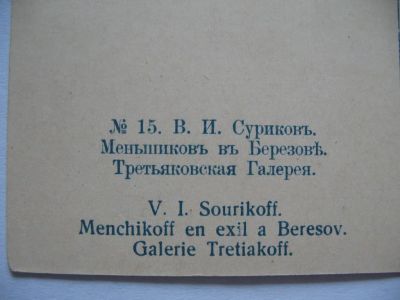 № 15. В. И. Суриковъ.
Меньшиковъ въ Березовѣ.
Третьяковская Галерея.
V. I. Sourikoff.
Menchikoff en exil a Beresov.
Galerie Tretiakoff.